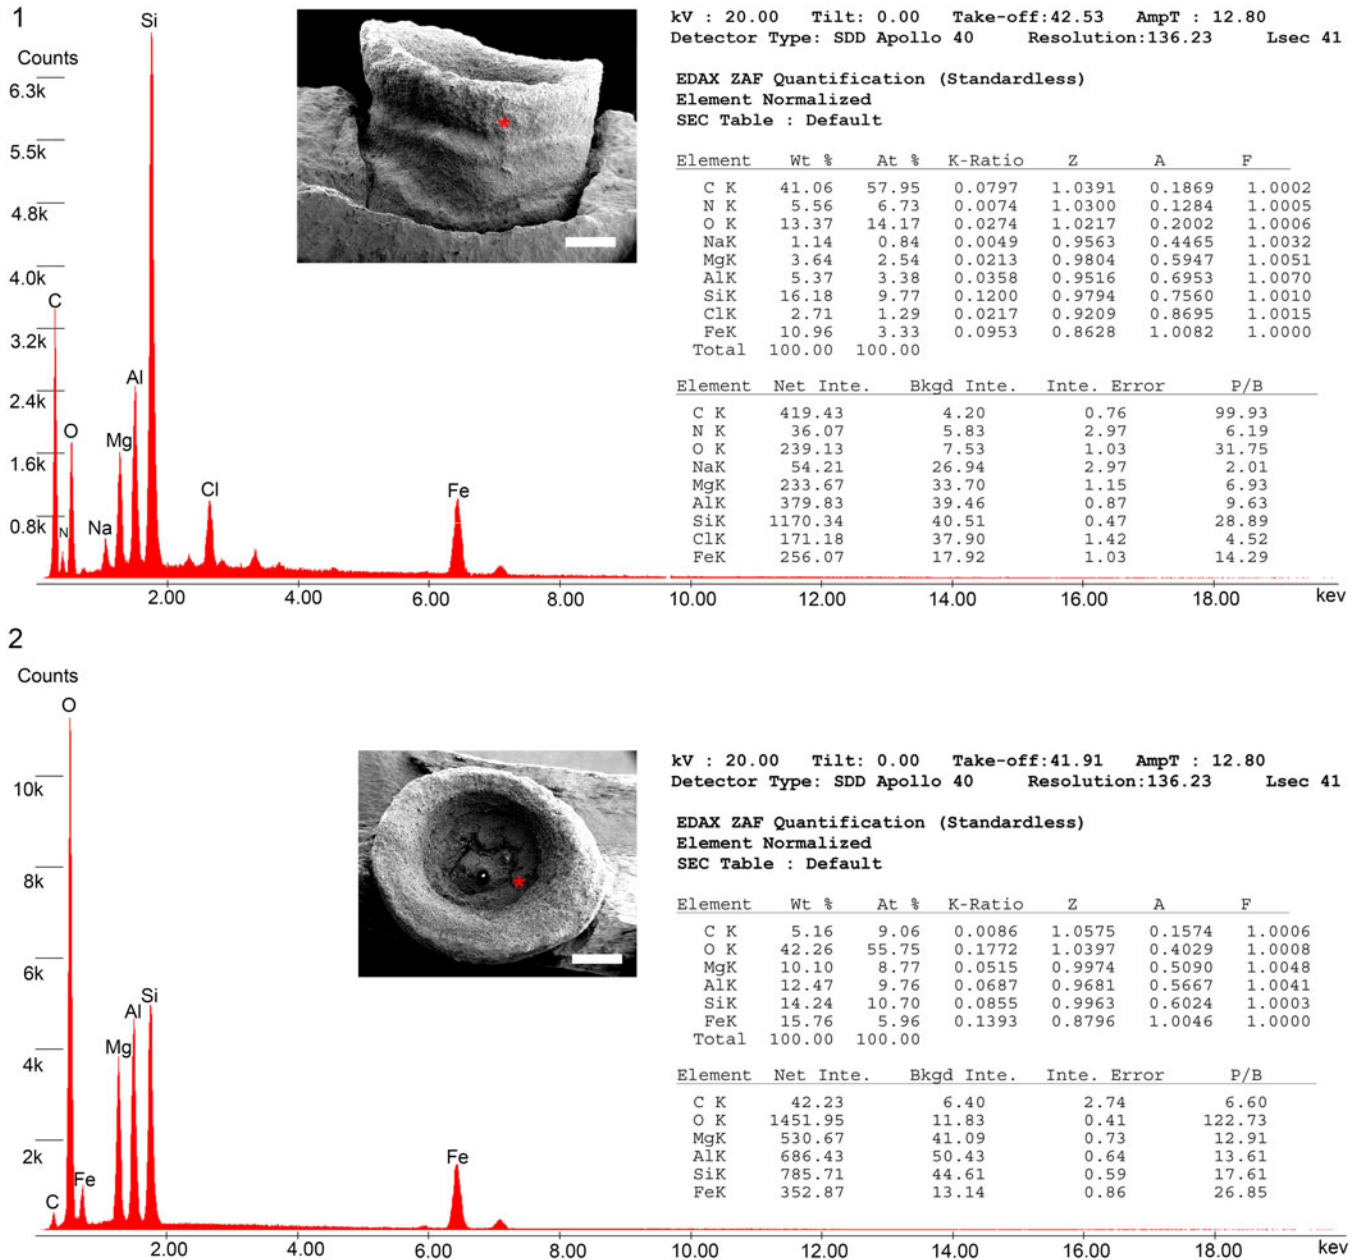 1
Counts
6.3k
5.5k
4.8k
4.0k
3.2k
2.4k
1.6k
0.8k
Si
C
O
N
Na
Mg
Al
Cl
Fe
*
2.00 4.00 6.00 8.00 10.00 12.00 14.00 16.00 18.00 kev
kV : 20.00 Tilt: 0.00 Take-off:42.53 AmpT : 12.80
Detector Type: SDD Apollo 40 Resolution:136.23 Lsec 41
EDAX ZAF Quantification (Standardless)
Element Normalized
SEC Table : Default
Element Wt % At % K-Ratio Z A F
C K 41.06 57.95 0.0797 1.0391 0.1869 1.0002
N K 5.56 6.73 0.0074 1.0300 0.1284 1.0005
O K 13.37 14.17 0.0274 1.0217 0.2002 1.0006
NaK 1.14 0.84 0.0049 0.9563 0.4465 1.0032
MgK 3.64 2.54 0.0213 0.9804 0.5947 1.0051
AlK 5.37 3.38 0.0358 0.9516 0.6953 1.0070
SiK 16.18 9.77 0.1200 0.9794 0.7560 1.0010
ClK 2.71 1.29 0.0217 0.9209 0.8695 1.0015
FeK 10.96 3.33 0.0953 0.8628 1.0082 1.0000
Total 100.00 100.00
Element Net Inte. Bkgd Inte. Inte. Error P/B
C K 419.43 4.20 0.76 99.93
N K 36.07 5.83 2.97 6.19
O K 239.13 7.53 1.03 31.75
NaK 54.21 26.94 2.97 2.01
MgK 233.67 33.70 1.15 6.93
AlK 379.83 39.46 0.87 9.63
SiK 1170.34 40.51 0.47 28.89
ClK 171.18 37.90 1.42 4.52
FeK 256.07 17.92 1.03 14.29
2
Counts
10k
8k
6k
4k
2k
O
C
Fe
Mg
Al
Si
Fe
*
2.00 4.00 6.00 8.00 10.00 12.00 14.00 16.00 18.00 kev
kV : 20.00 Tilt: 0.00 Take-off:41.91 AmpT : 12.80
Detector Type: SDD Apollo 40 Resolution:136.23 Lsec 41
EDAX ZAF Quantification (Standardless)
Element Normalized
SEC Table : Default
Element Wt % At % K-Ratio Z A F
C K 5.16 9.06 0.0086 1.0575 0.1574 1.0006
O K 42.26 55.75 0.1772 1.0397 0.4029 1.0008
MgK 10.10 8.77 0.0515 0.9974 0.5090 1.0048
AlK 12.47 9.76 0.0687 0.9681 0.5667 1.0041
SiK 14.24 10.70 0.0855 0.9963 0.6024 1.0003
FeK 15.76 5.96 0.1393 0.8796 1.0046 1.0000
Total 100.00 100.00
Element Net Inte. Bkgd Inte. Inte. Error P/B
C K 42.23 6.40 2.74 6.60
O K 1451.95 11.83 0.41 122.73
MgK 530.67 41.09 0.73 12.91
AlK 686.43 50.43 0.64 13.61
SiK 785.71 44.61 0.59 17.61
FeK 352.87 13.14 0.86 26.85